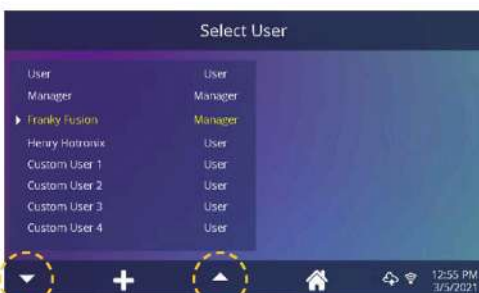 Select User
User User
Manager Manager
Franky Fusion Manager
Henry Hotronix User
Custom User 1 User
Custom User 2 User
Custom User 3 User
Custom User 4 User
12:55 PM
3/5/2021